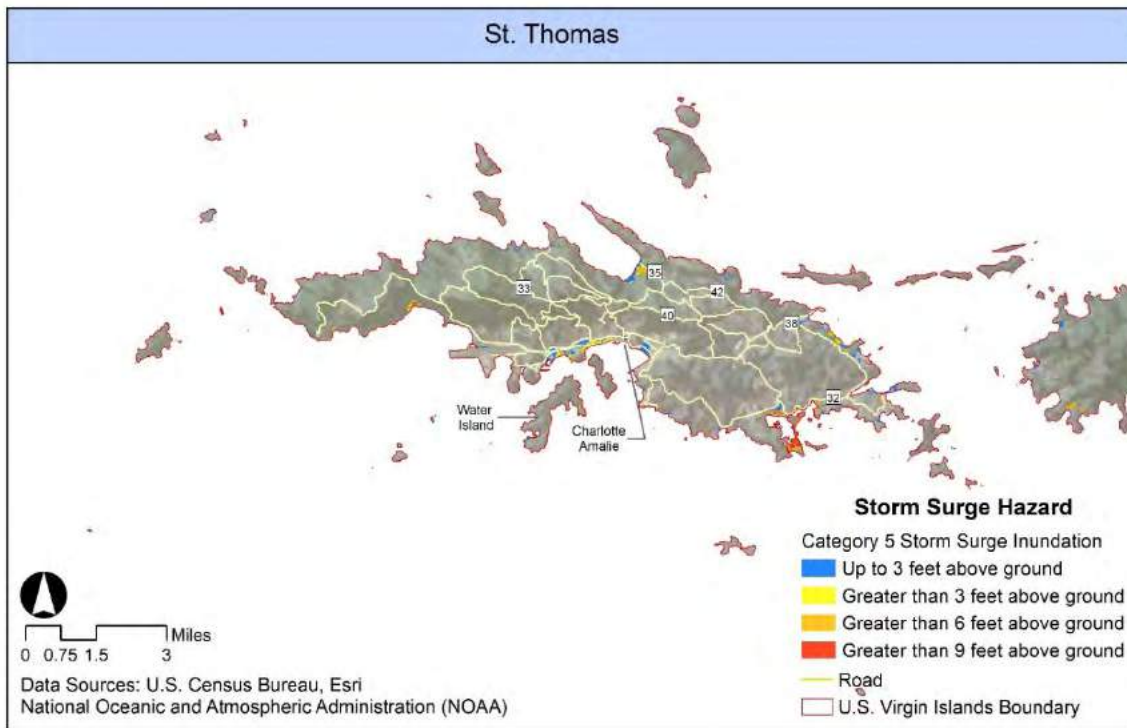 St. Thomas
35
33
42
40
38
32
Water
Island
Charlotte
Amalie
Storm Surge Hazard
Category 5 Storm Surge Inundation
Up to 3 feet above ground
Greater than 3 feet above ground
Greater than 6 feet above ground
Greater than 9 feet above ground
Road
U.S. Virgin Islands Boundary
Miles
0 0.75 1.5 3
Data Sources: U.S. Census Bureau, Esri
National Oceanic and Atmospheric Administration (NOAA)